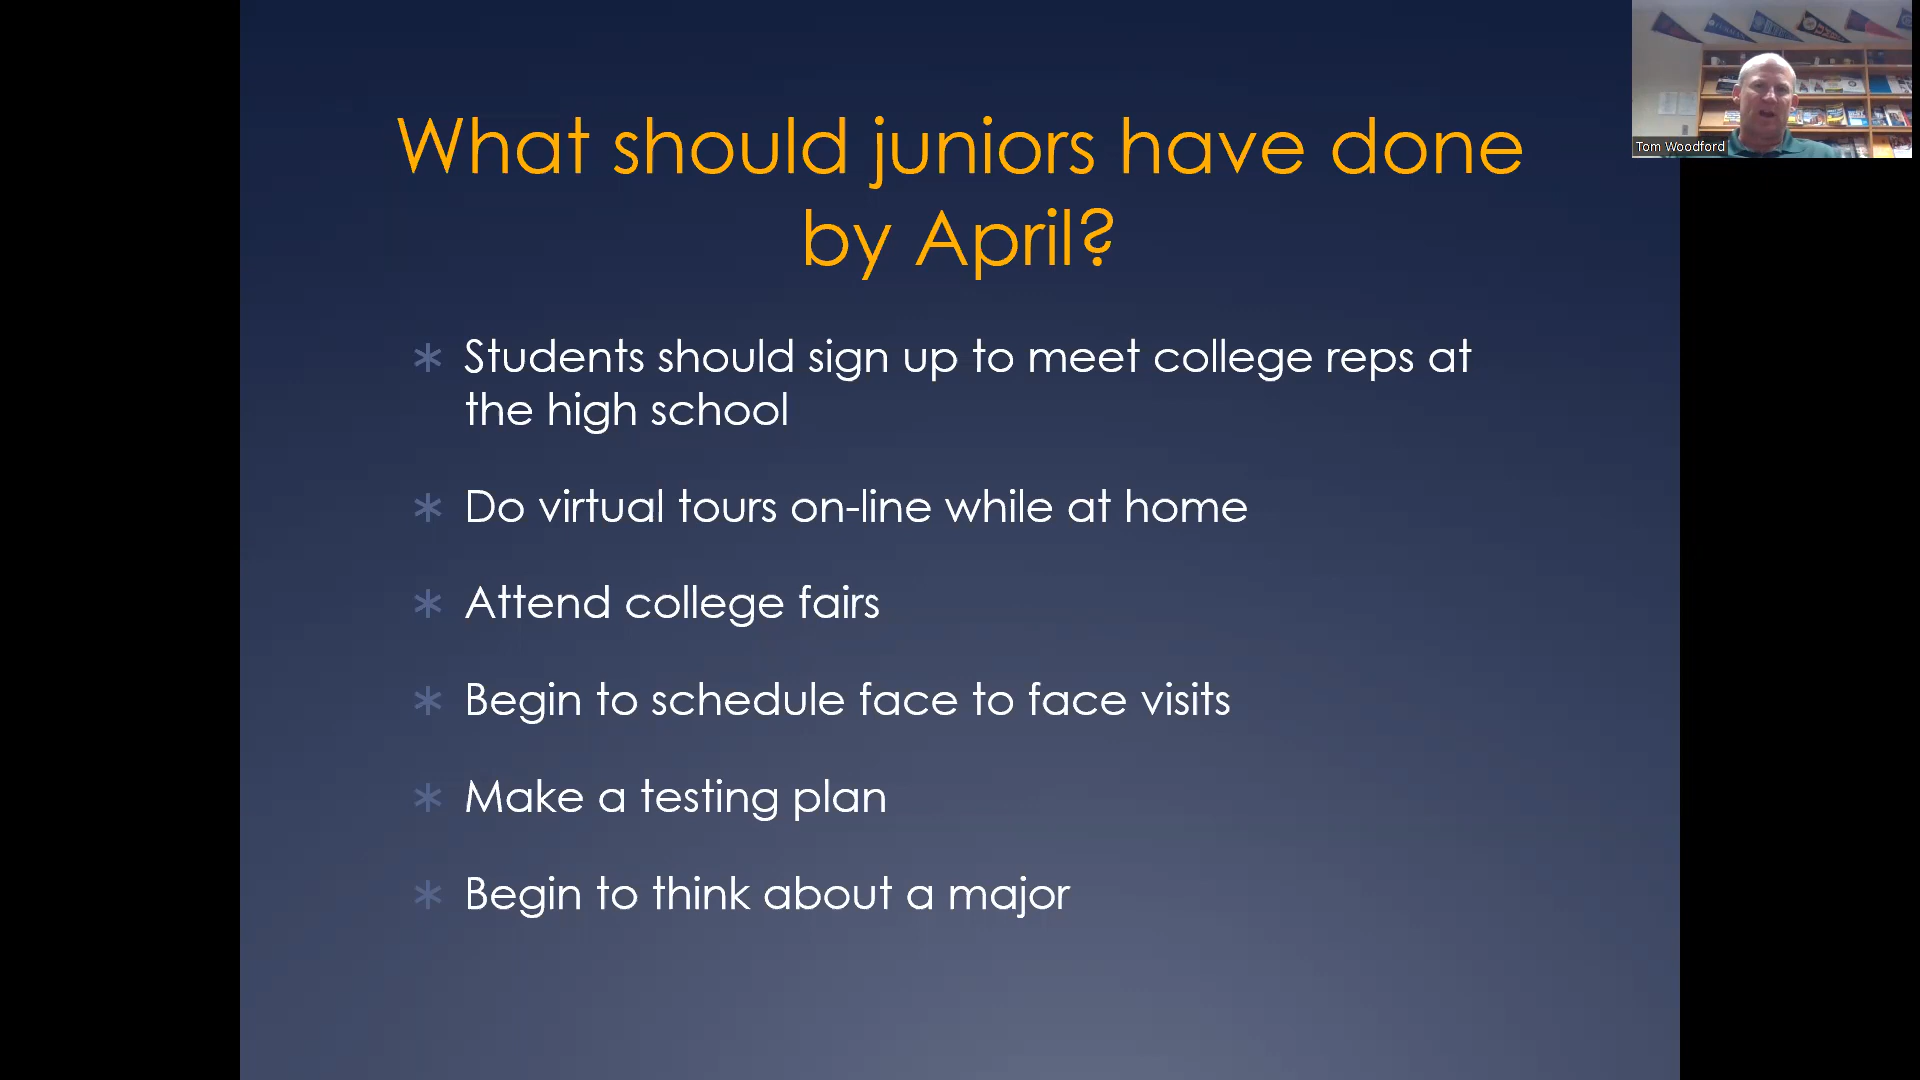 What should juniors have done
by April?
Students should sign up to meet college reps at
the high school
Do virtual tours on-line while at home
Attend college fairs
Begin to schedule face to face visits
Make a testing plan
Begin to think about a major
Tom Woodford